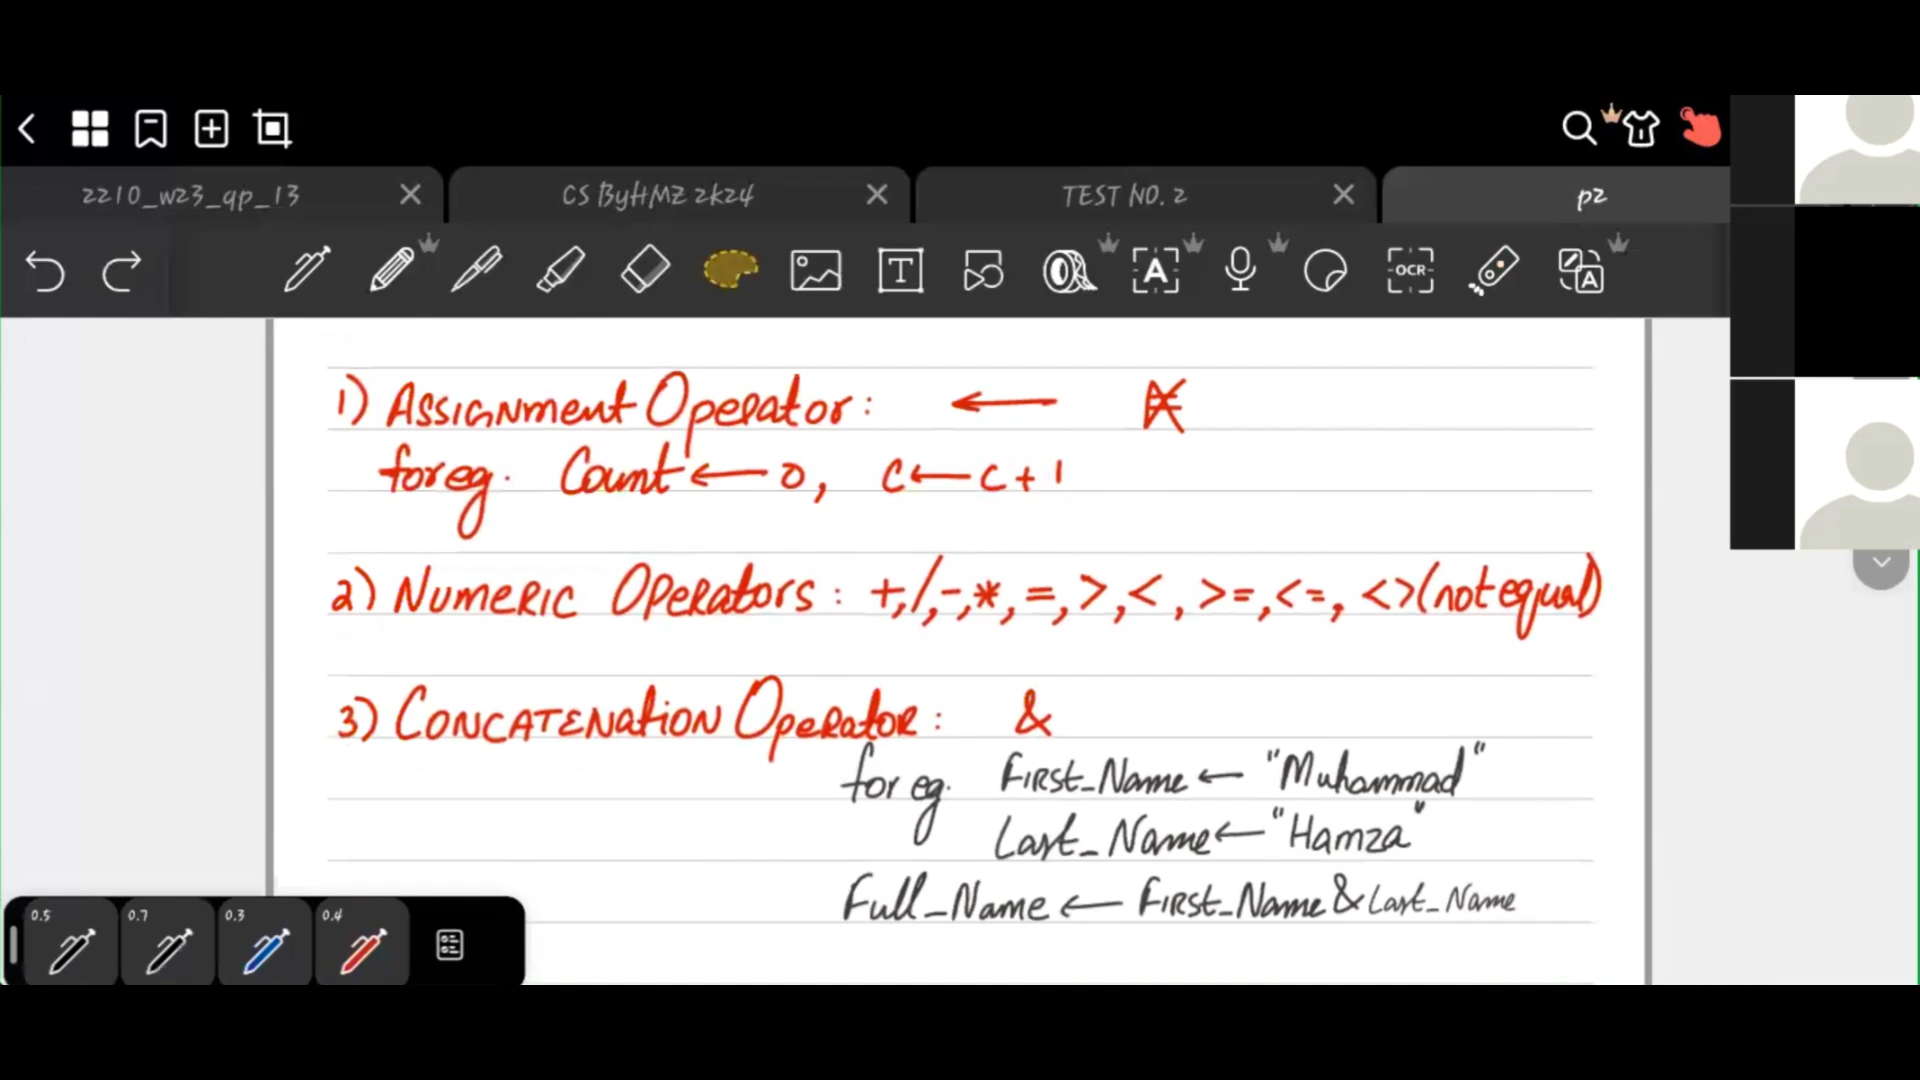 2210_w23_qp_13
CS ByHMZ 2k24
TEST NO. 2
p2
T
A
OCR
A
1) Assignment Operator: ←
for eg. Count ← 0, C ← C + 1
2) Numeric Operators: +, /, -, *, =, >, <, >=, <=, <> (not equal)
3) Concatenation Operator: &
for eg. First_Name ← "Muhammad"
Last_Name ← "Hamza"
Full_Name ← First_Name & Last_Name
0.5
0.7
0.3
0.4